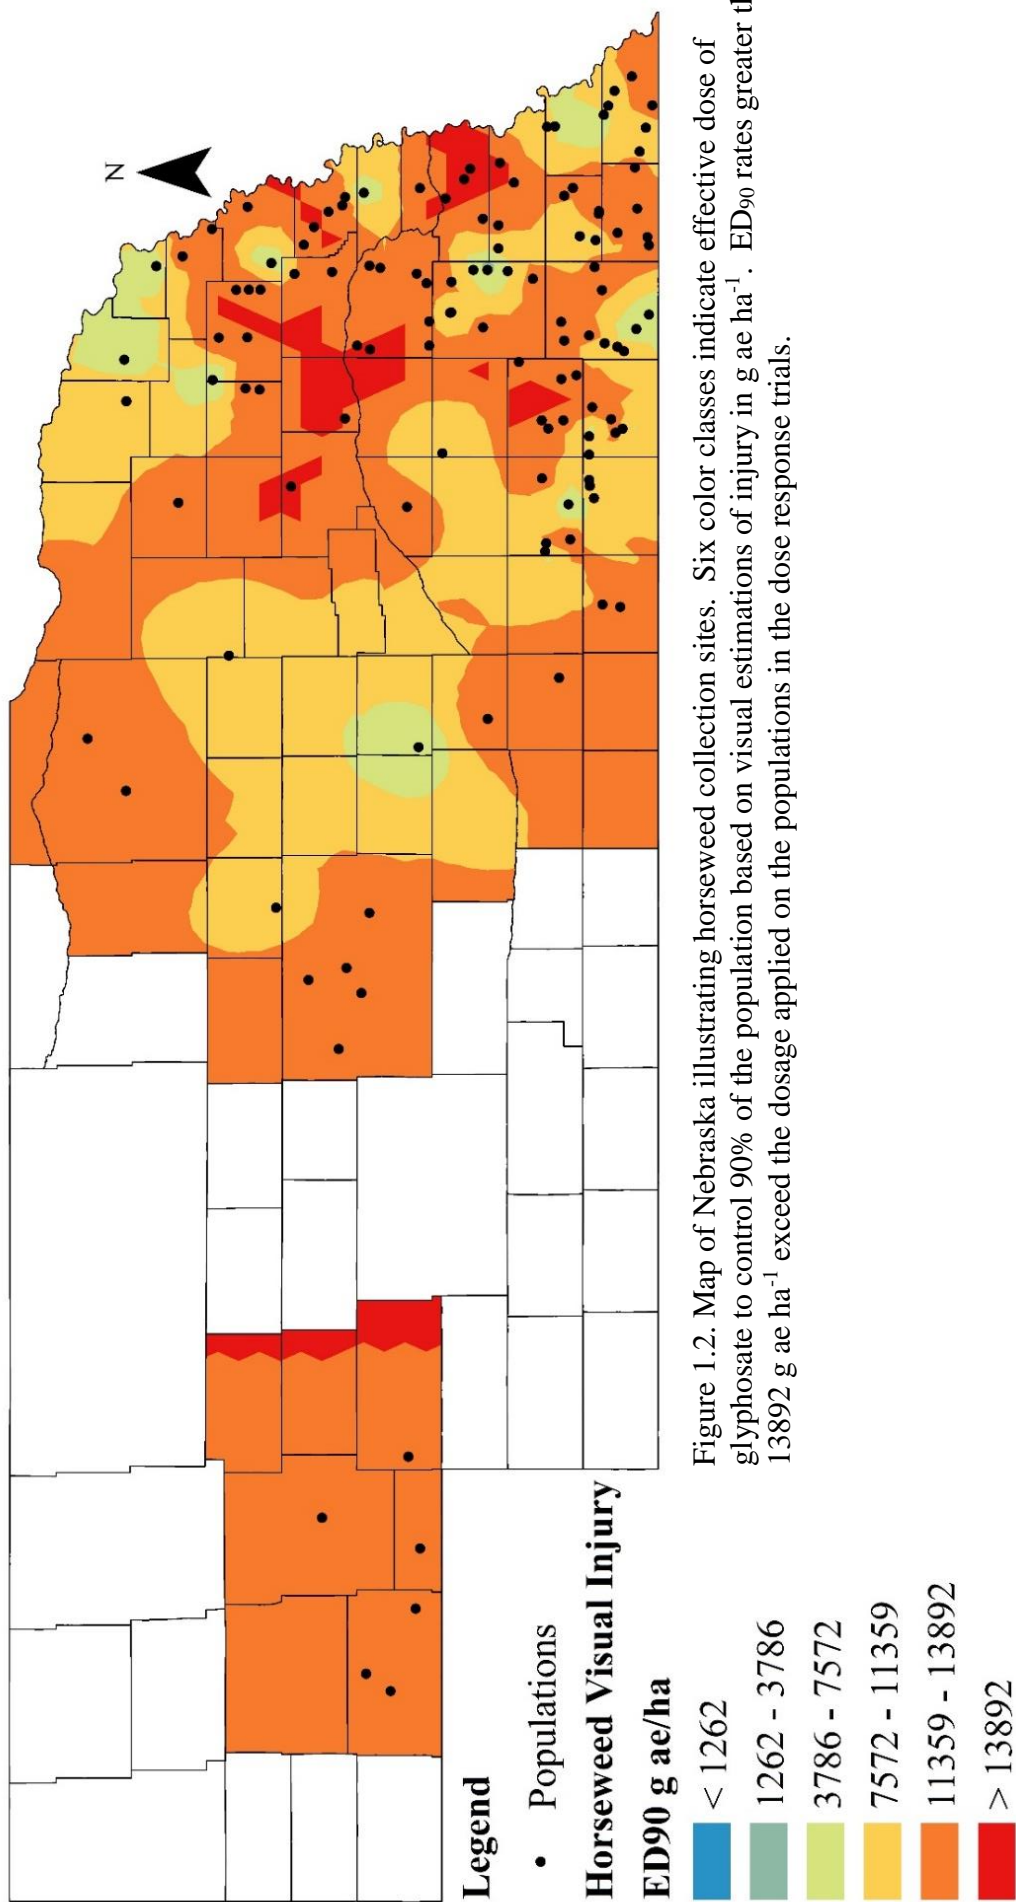 N
Legend
Populations
Horseweed Visual Injury
ED90 g ae/ha
< 1262
1262 - 3786
3786 - 7572
7572 - 11359
11359 - 13892
> 13892
Figure 1.2. Map of Nebraska illustrating horseweed collection sites.  Six color classes indicate effective dose of
glyphosate to control 90% of the population based on visual estimations of injury in g ae ha⁻¹.  ED₉₀ rates greater
13892 g ae ha⁻¹ exceed the dosage applied on the populations in the dose response trials.